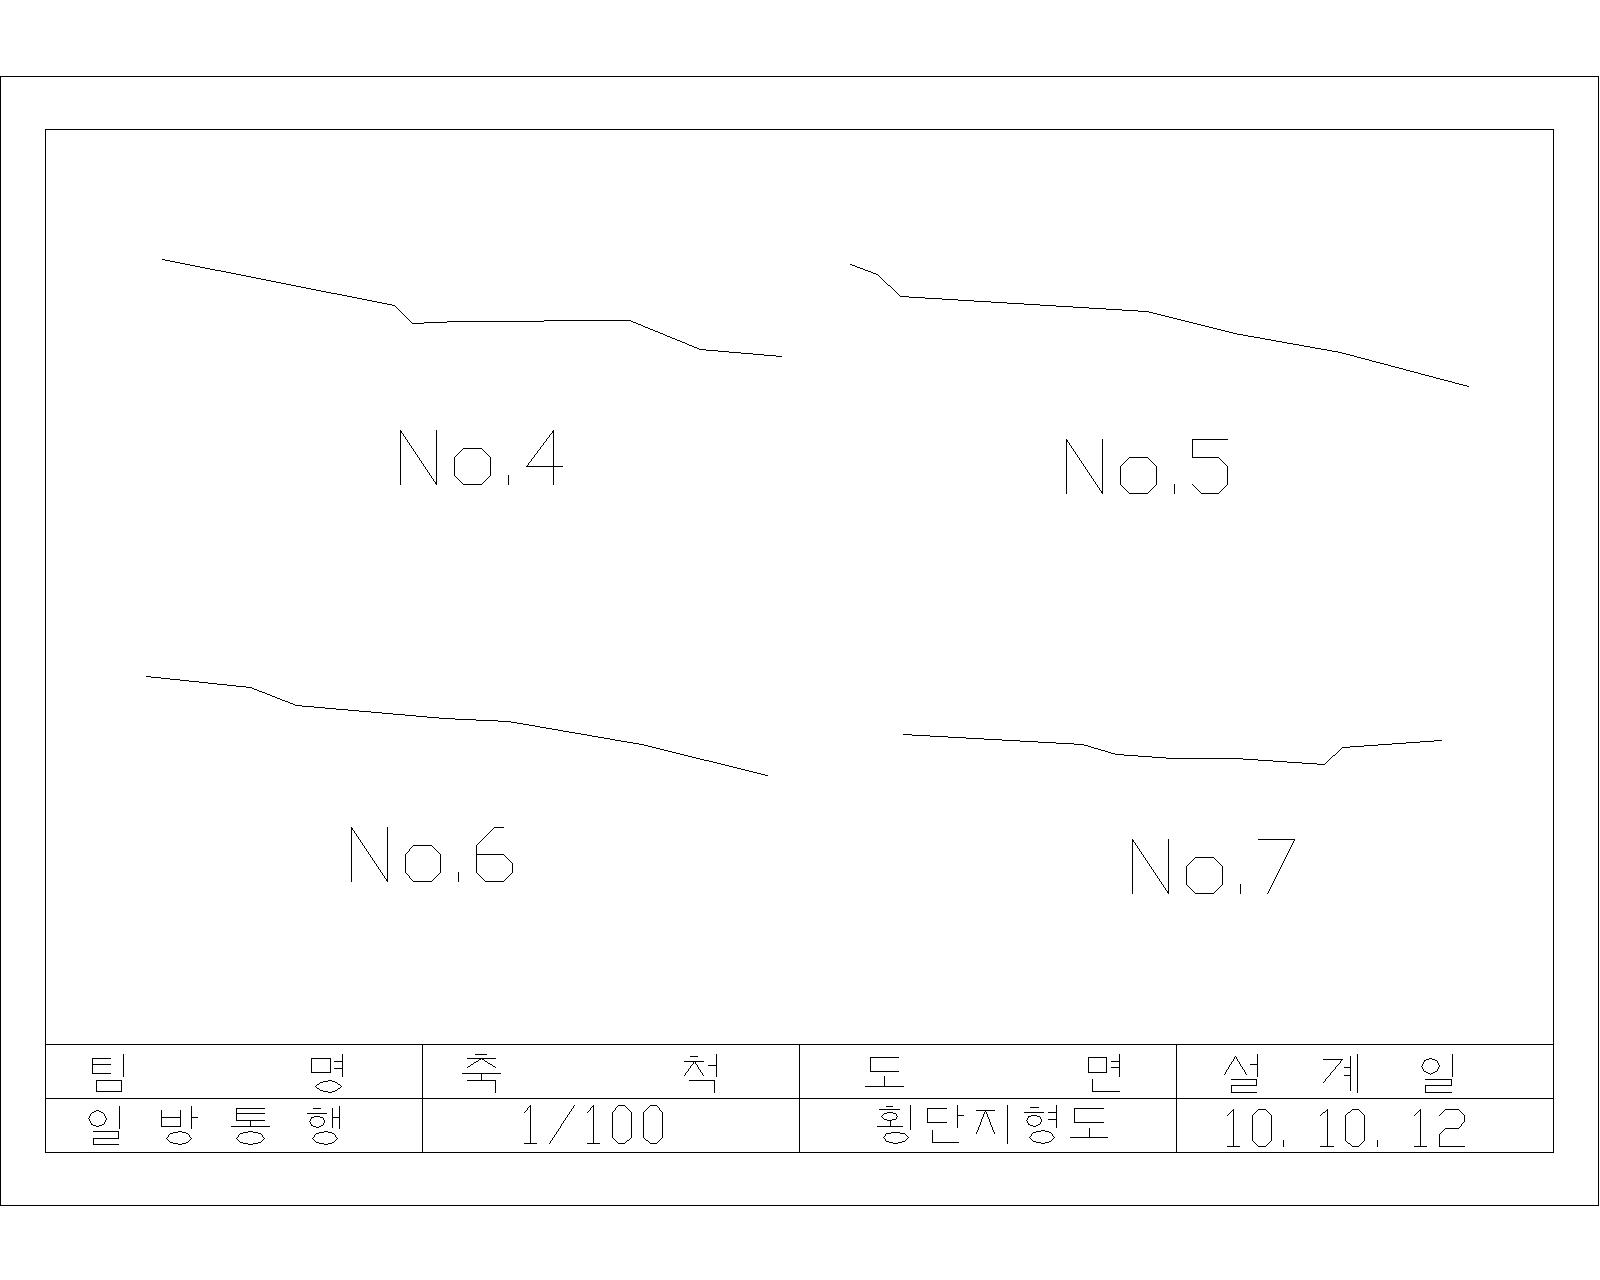 No.4
No.5
No.6
No.7
팀 명 축 척 도 면 설 계 일
일 방 통 행 1/100 횡단지형도 10. 10. 12